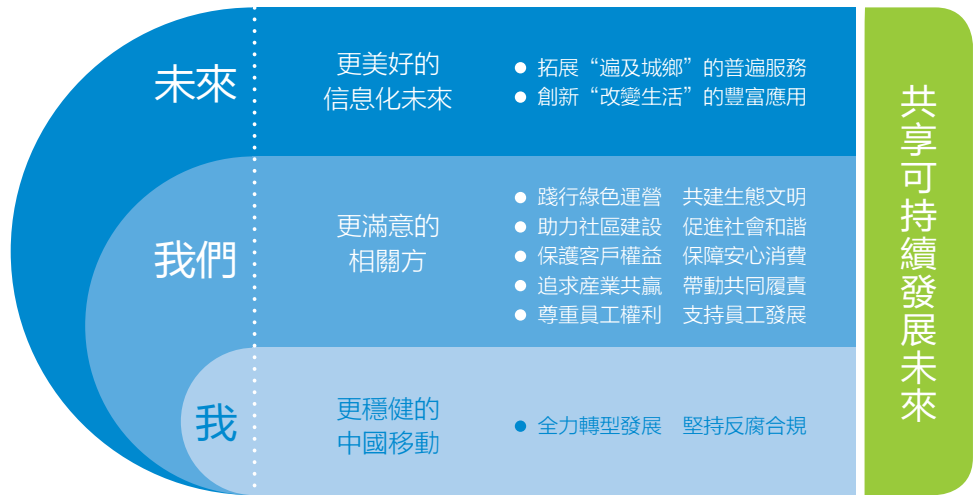 未來
更美好的
信息化未來
● 拓展“遍及城鄉”的普遍服務
● 創新“改變生活”的豐富應用
我們
更滿意的
相關方
● 踐行綠色運營　共建生態文明
● 助力社區建設　促進社會和諧
● 保護客戶權益　保障安心消費
● 追求產業共贏　帶動共同履責
● 尊重員工權利　支持員工發展
我
更穩健的
中國移動
● 全力轉型發展　堅持反腐合規
共享可持續發展未來